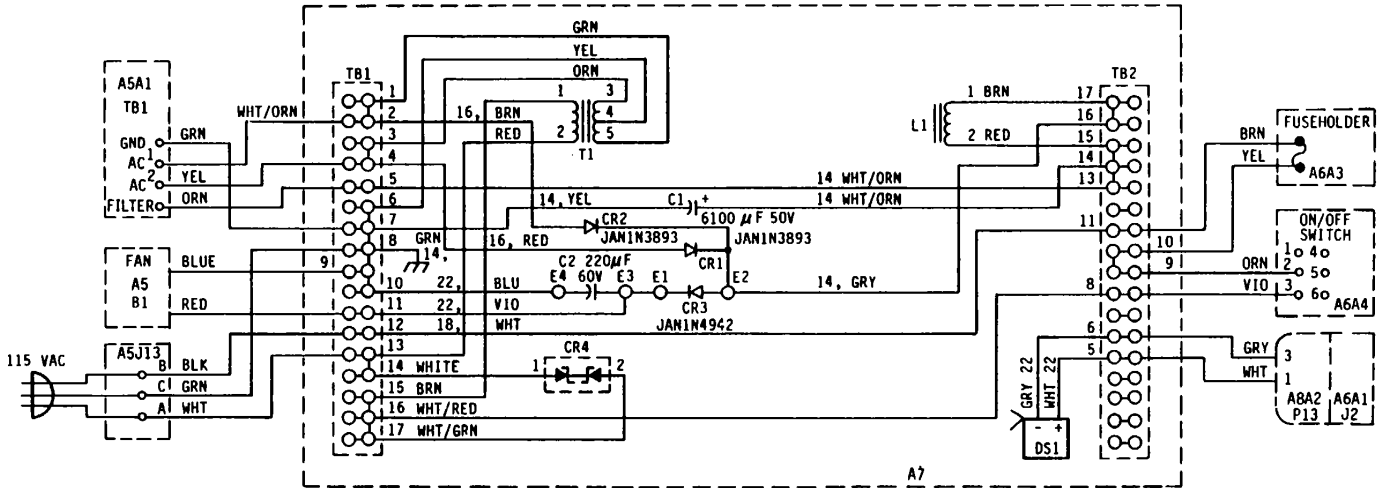 GRN
YEL
ORN
TB1
TB2
A5A1
TB1
GND
AC 1
AC 2
FILTER
GRN
YEL
ORN
WHT/ORN
FAN
A5
B1
BLUE
RED
115 VAC
A5J13
B BLK
C GRN
A WHT
1
2
3
4
5
6
7
8
9
10
11
12
13
14 WHITE
15 BRN
16 WHT/RED
17 WHT/GRN
16, BRN
RED
1
2
3
4
5
T1
14, YEL
C1 +
6100 μF 50V
14 WHT/ORN
14 WHT/ORN
CR2
JAN1N3893
JAN1N3893
GRN
14,
16, RED
CR1
C2 220μF
60V
22, BLU
E4
E3
E1
E2
14, GRY
22, VIO
CR3
JAN1N4942
18, WHT
CR4
1
2
L1
1 BRN
2 RED
17
16
15
14
13
11
10
9
8
6
5
GRY 22
WHT 22
- +
DS1
A7
BRN
YEL
FUSEHOLDER
A6A3
ON/OFF
SWITCH
1 4
ORN 2 5
VIO 3 6
A6A4
GRY 3
WHT 1
A8A2
P13
A6A1
J2